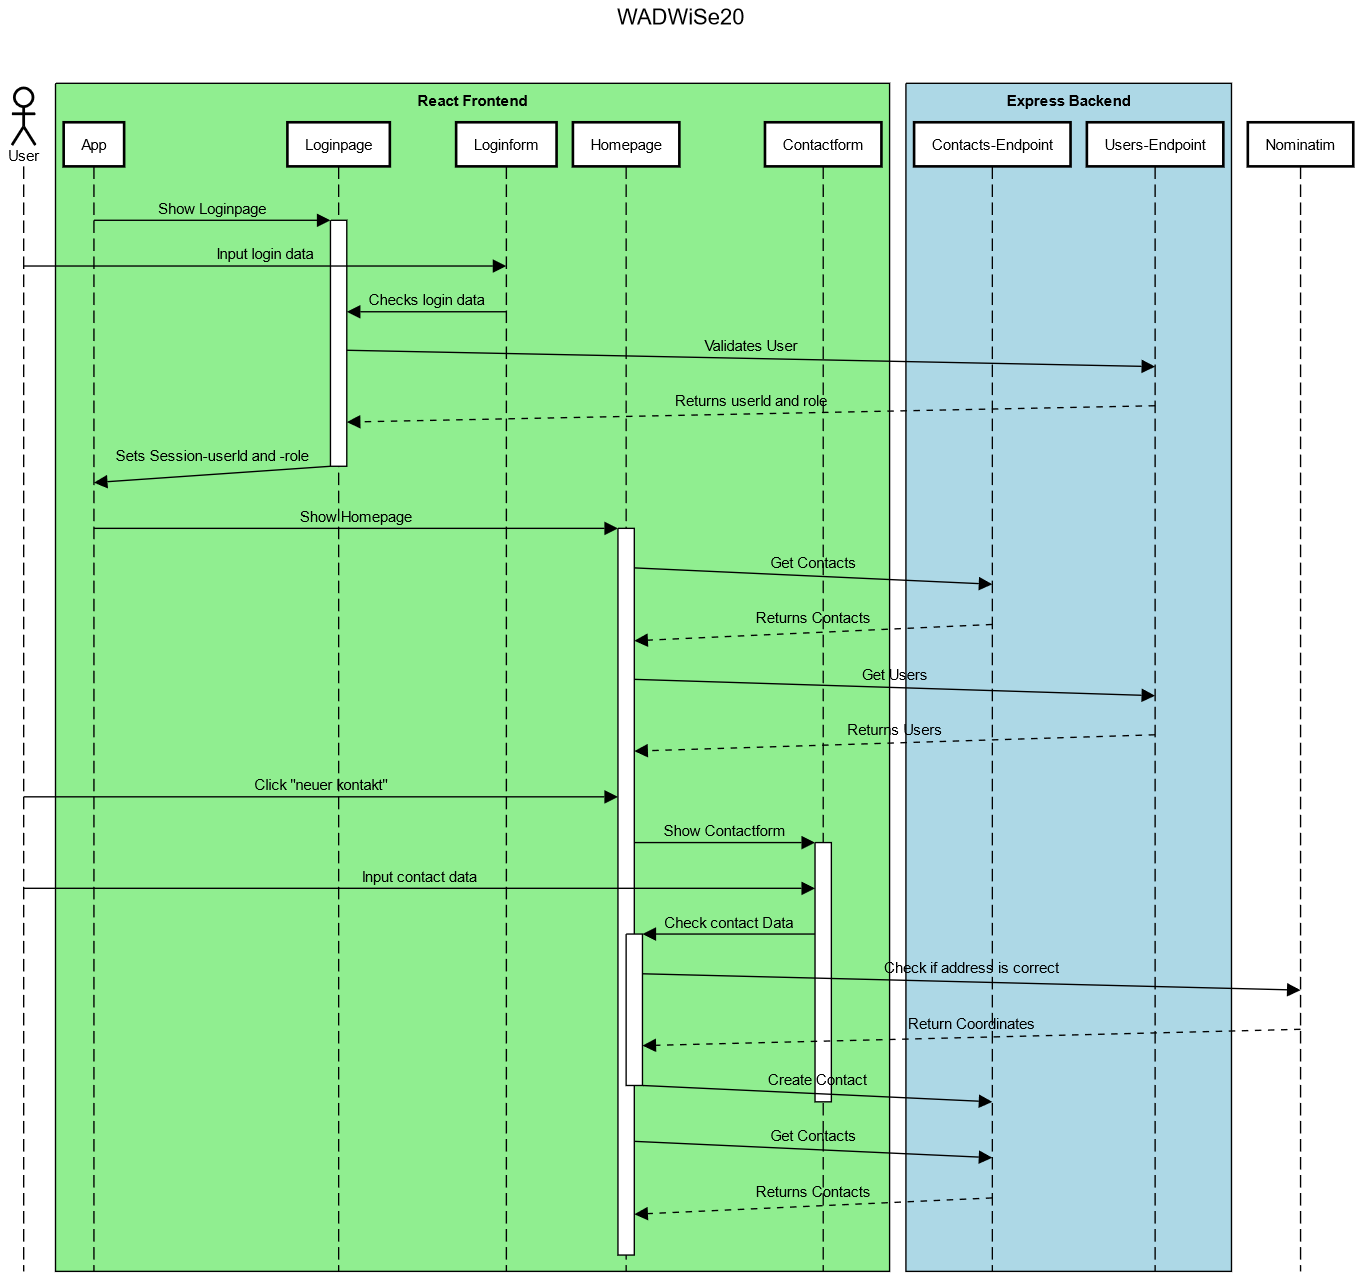 WADWiSe20
React Frontend
Express Backend
User
App
Loginpage
Loginform
Homepage
Contactform
Contacts-Endpoint
Users-Endpoint
Nominatim
Show Loginpage
Input login data
Checks login data
Validates User
Returns userId and role
Sets Session-userId and -role
Show Homepage
Get Contacts
Returns Contacts
Get Users
Returns Users
Click "neuer kontakt"
Show Contactform
Input contact data
Check contact Data
Check if address is correct
Return Coordinates
Create Contact
Get Contacts
Returns Contacts